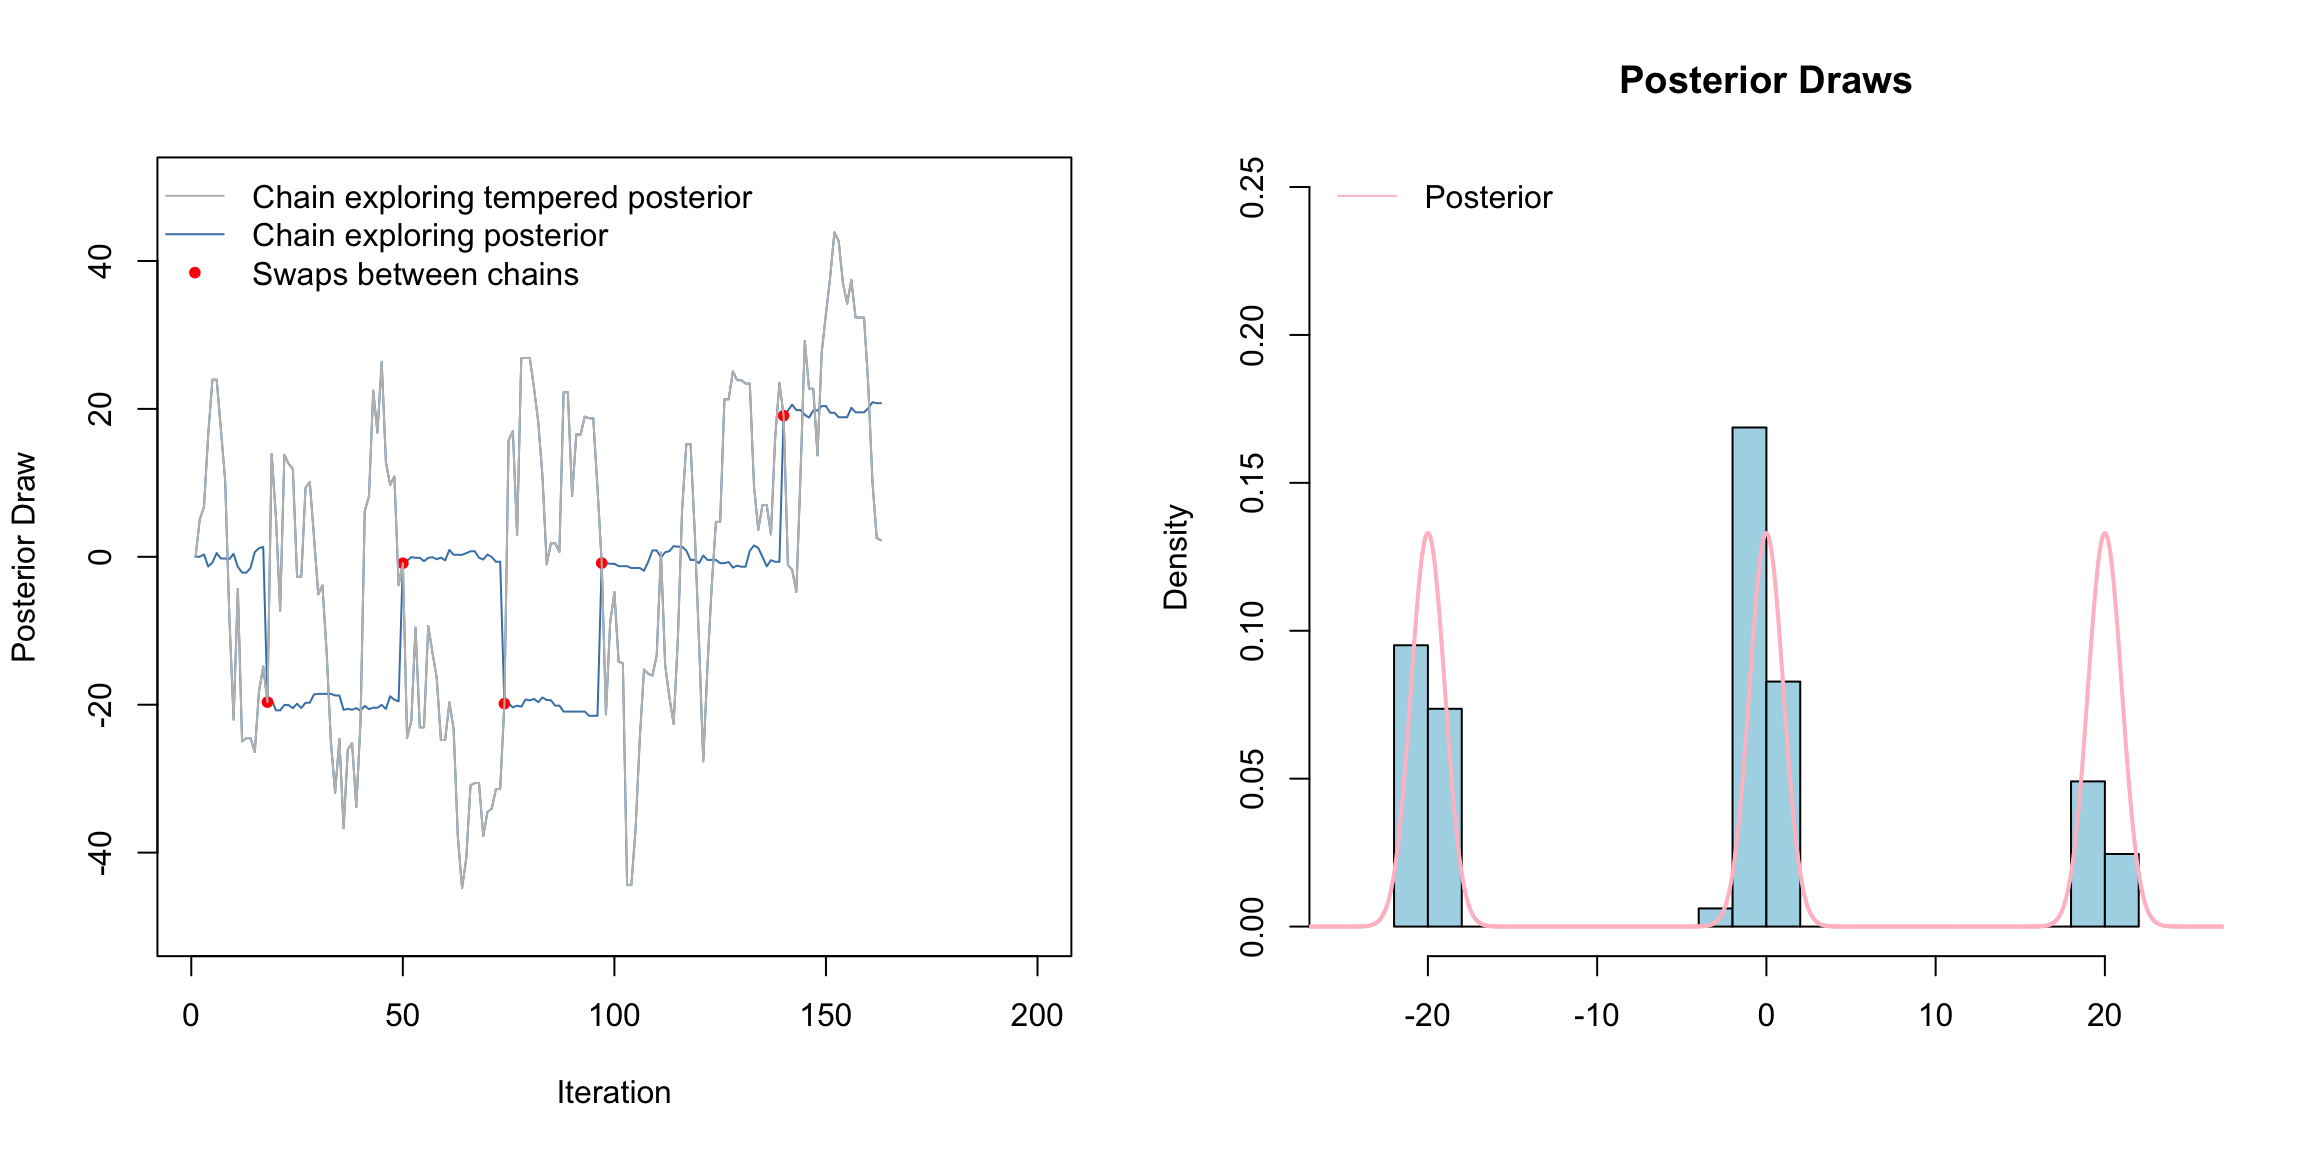 Chain exploring tempered posterior
Chain exploring posterior
Swaps between chains
Posterior Draw
40
20
0
-20
-40
0 50 100 150 200
Iteration
Posterior Draws
Posterior
Density
0.25
0.20
0.15
0.10
0.05
0.00
-20 -10 0 10 20